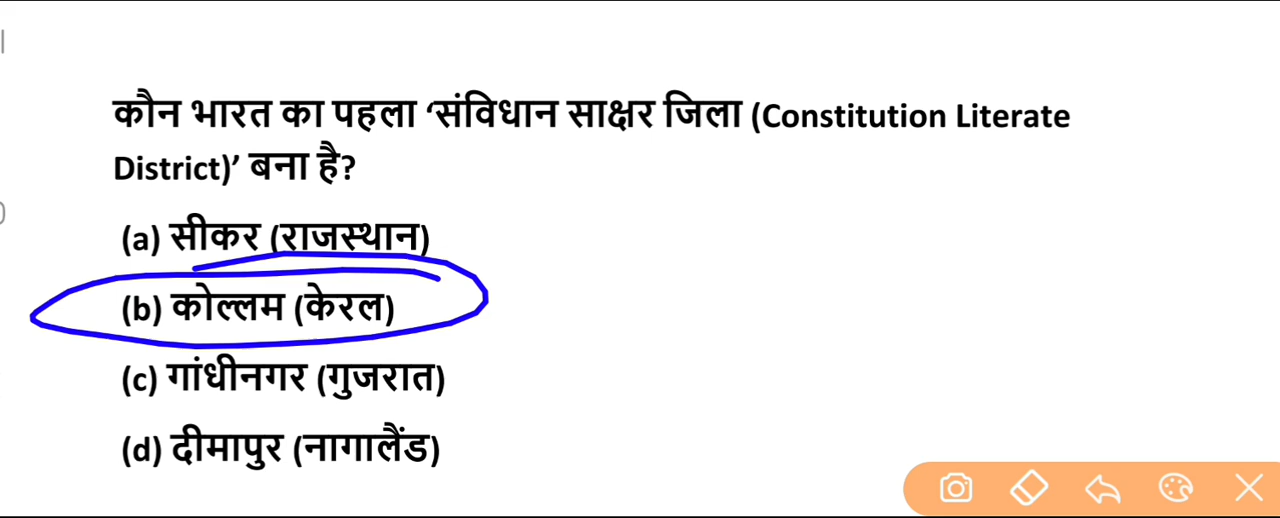 कौन भारत का पहला ‘संविधान साक्षर जिला (Constitution Literate
District)’ बना है?
(a) सीकर (राजस्थान)
(b) कोल्लम (केरल)
(c) गांधीनगर (गुजरात)
(d) दीमापुर (नागालैंड)